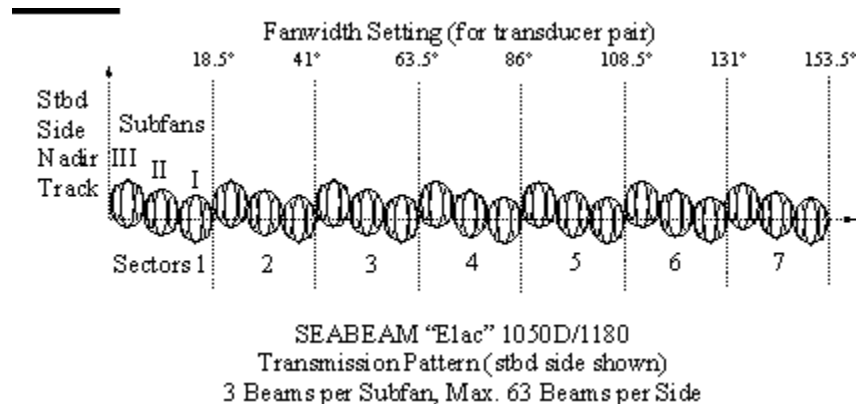 Fanwidth Setting (for transducer pair)
18.5° 41° 63.5° 86° 108.5° 131° 153.5°
Stbd
Side
Nadir
Track
Subfans
III II I
Sectors 1 2 3 4 5 6 7
SEABEAM “Elac” 1050D/1180
Transmission Pattern (stbd side shown)
3 Beams per Subfan, Max. 63 Beams per Side